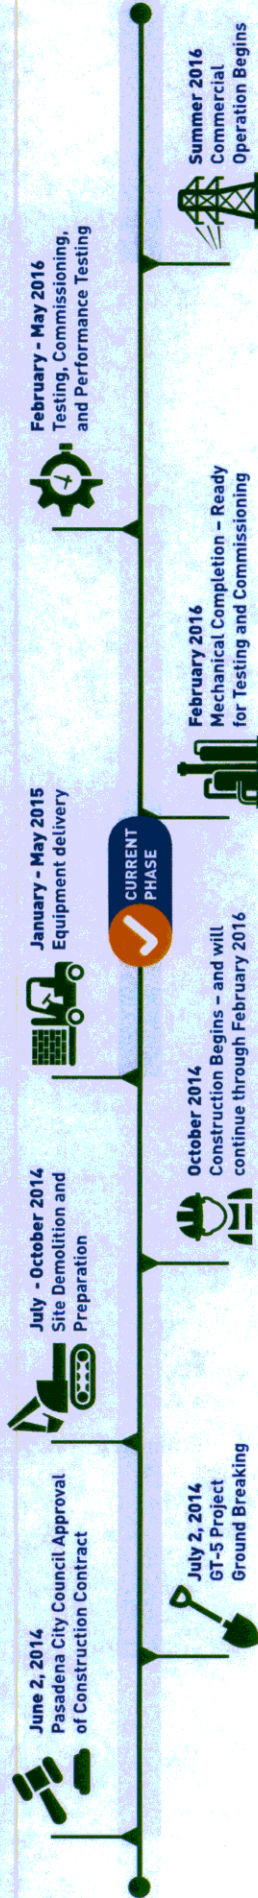 June 2, 2014
Pasadena City Council Approval
of Construction Contract
July 2, 2014
GT-5 Project
Ground Breaking
July - October 2014
Site Demolition and
Preparation
October 2014
Construction Begins – and will
continue through February 2016
January - May 2015
Equipment delivery
CURRENT
PHASE
February 2016
Mechanical Completion – Ready
for Testing and Commissioning
February - May 2016
Testing, Commissioning,
and Performance Testing
Summer 2016
Commercial
Operation Begins